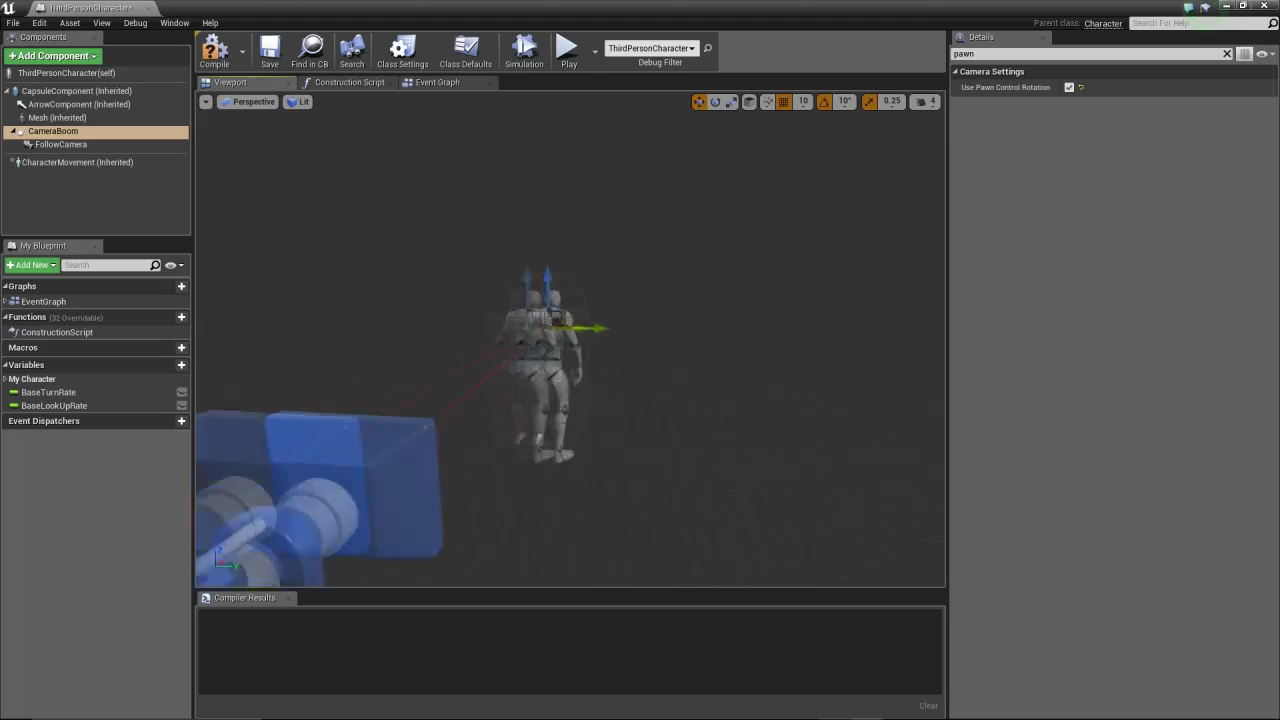 ThirdPersonCharacter*
File Edit Asset View Debug Window Help
Parent class: Character
Search For Help
Components
+Add Component
ThirdPersonCharacter(self)
CapsuleComponent (Inherited)
ArrowComponent (Inherited)
Mesh (Inherited)
CameraBoom
FollowCamera
CharacterMovement (Inherited)
Compile
Save
Find in CB
Search
Class Settings
Class Defaults
Simulation
Play
ThirdPersonCharacter
Debug Filter
Viewport
Construction Script
Event Graph
Perspective
Lit
10
10°
0.25
4
My Blueprint
+Add New
Search
Graphs
EventGraph
Functions (32 Overridable)
ConstructionScript
Macros
Variables
My Character
BaseTurnRate
BaseLookUpRate
Event Dispatchers
Compiler Results
Clear
Details
pawn
Camera Settings
Use Pawn Control Rotation